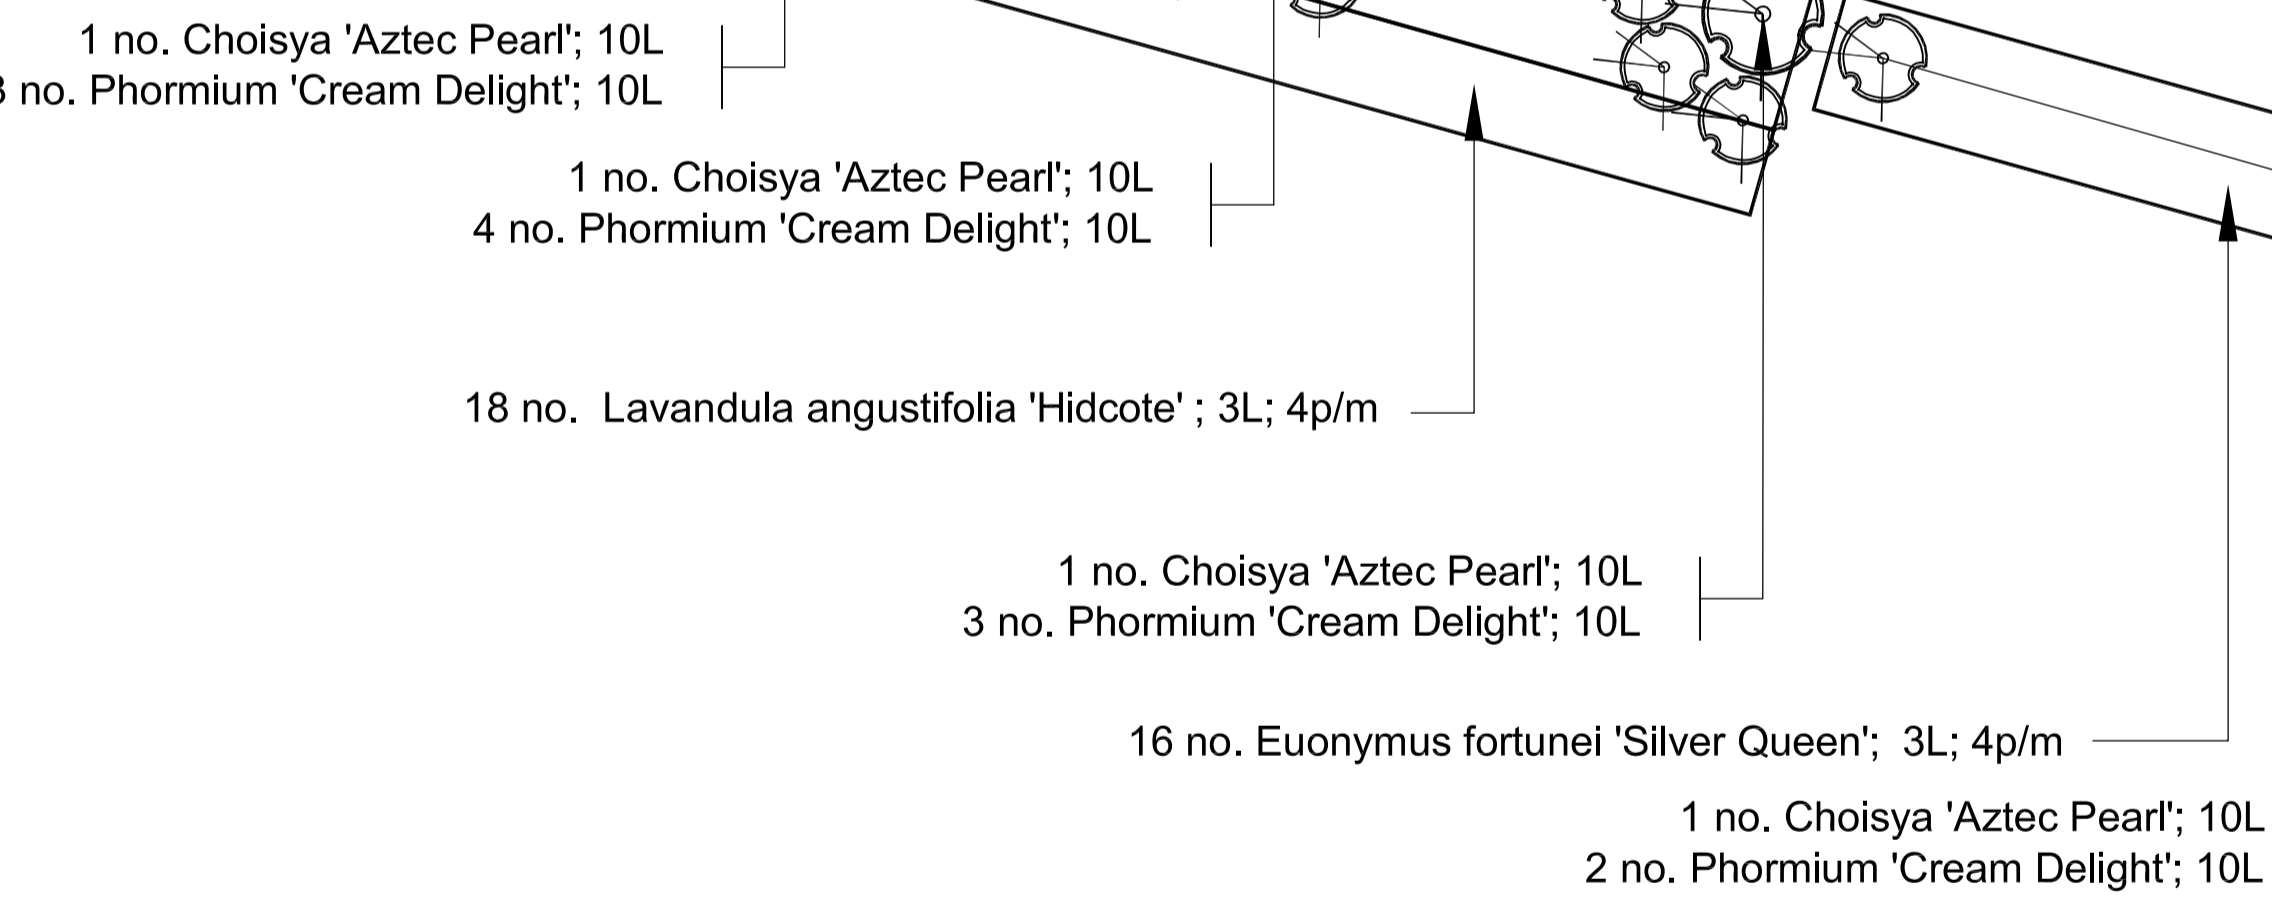 1 no. Choisya 'Aztec Pearl'; 10L
3 no. Phormium 'Cream Delight'; 10L
1 no. Choisya 'Aztec Pearl'; 10L
4 no. Phormium 'Cream Delight'; 10L
18 no.  Lavandula angustifolia 'Hidcote' ; 3L; 4p/m
1 no. Choisya 'Aztec Pearl'; 10L
3 no. Phormium 'Cream Delight'; 10L
16 no. Euonymus fortunei 'Silver Queen';  3L; 4p/m
1 no. Choisya 'Aztec Pearl'; 10L
2 no. Phormium 'Cream Delight'; 10L